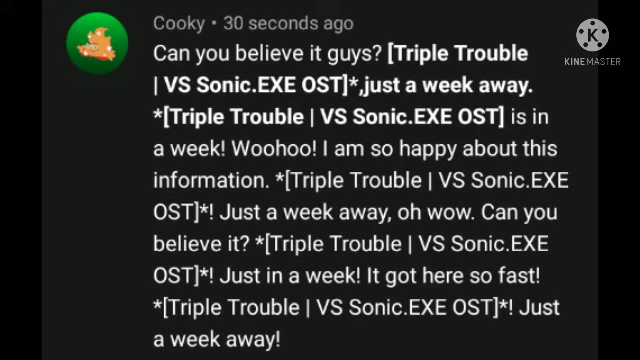 Cooky • 30 seconds ago
Can you believe it guys? [Triple Trouble
| VS Sonic.EXE OST]*,just a week away.
*[Triple Trouble | VS Sonic.EXE OST] is in
a week! Woohoo! I am so happy about this
information. *[Triple Trouble | VS Sonic.EXE
OST]*! Just a week away, oh wow. Can you
believe it? *[Triple Trouble | VS Sonic.EXE
OST]*! Just in a week! It got here so fast!
*[Triple Trouble | VS Sonic.EXE OST]*! Just
a week away!
KINEMASTER